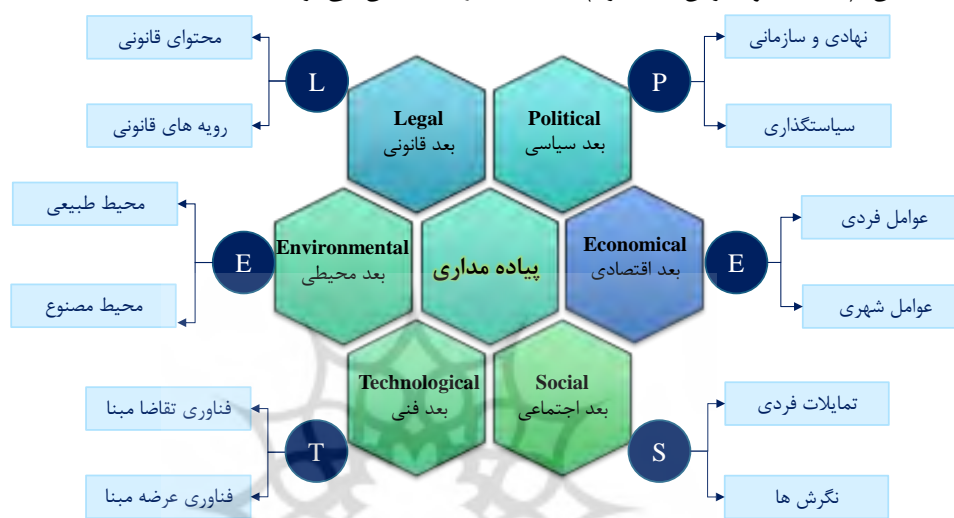 محتوای قانونی
رویه های قانونی
L
Legal
بعد قانونی
Political
بعد سیاسی
P
نهادی و سازمانی
سیاستگذاری
محیط طبیعی
محیط مصنوع
E
Environmental
بعد محیطی
پیاده مداری
Economical
بعد اقتصادی
E
عوامل فردی
عوامل شهری
فناوری تقاضا مبنا
فناوری عرضه مبنا
T
Technological
بعد فنی
Social
بعد اجتماعی
S
تمایلات فردی
نگرش ها